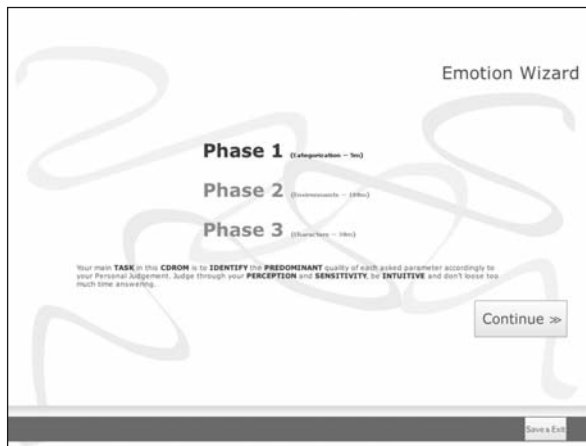 Emotion Wizard
Phase 1 (Categorization – 5m)
Phase 2
Phase 3 (Characters –
Your main TASK in this CDROM is to IDENTIFY the PREDOMINANT quality of each asked parameter accordingly to
your Personal Judgement. Judge through your PERCEPTION and SENSITIVITY, be INTUITIVE and don't loose too
much time answering.
Continue >>
Save & Exit